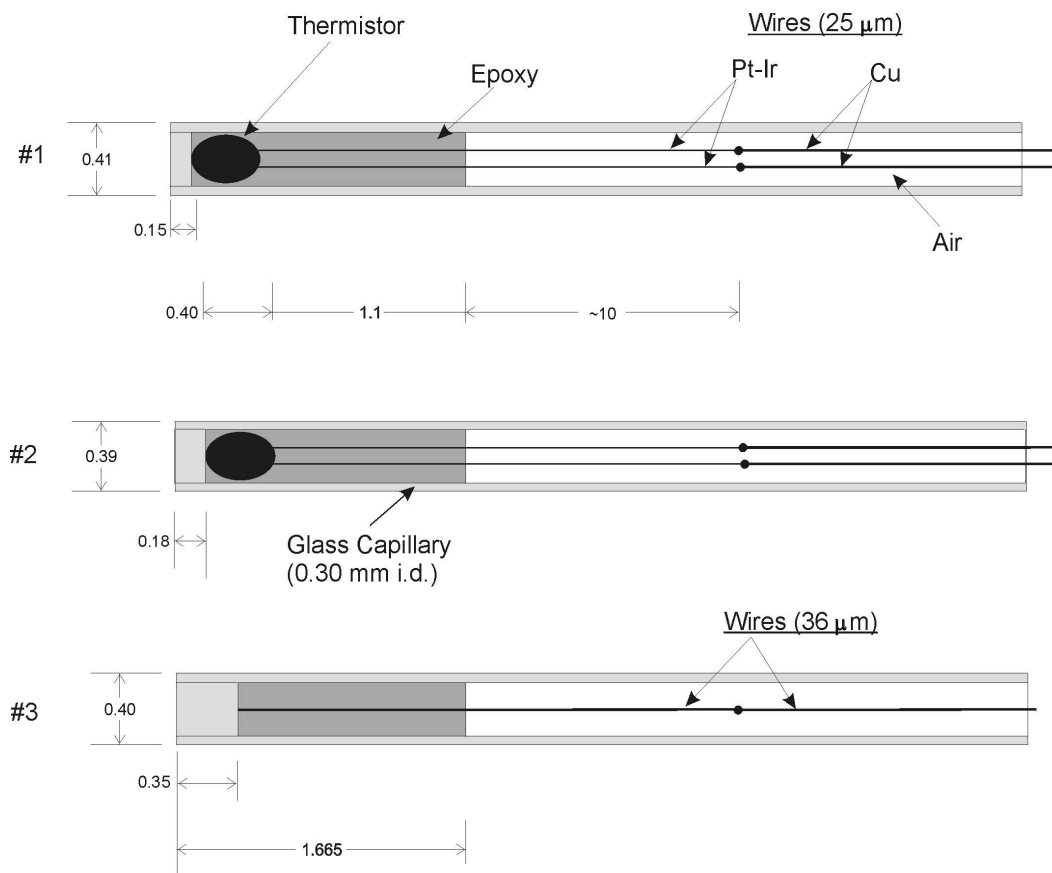 Thermistor
Wires (25 μm)
Epoxy
Pt-Ir
Cu
#1
0.41
0.15
Air
0.40
1.1
~10
#2
0.39
0.18
Glass Capillary
(0.30 mm i.d.)
Wires (36 μm)
#3
0.40
0.35
1.665